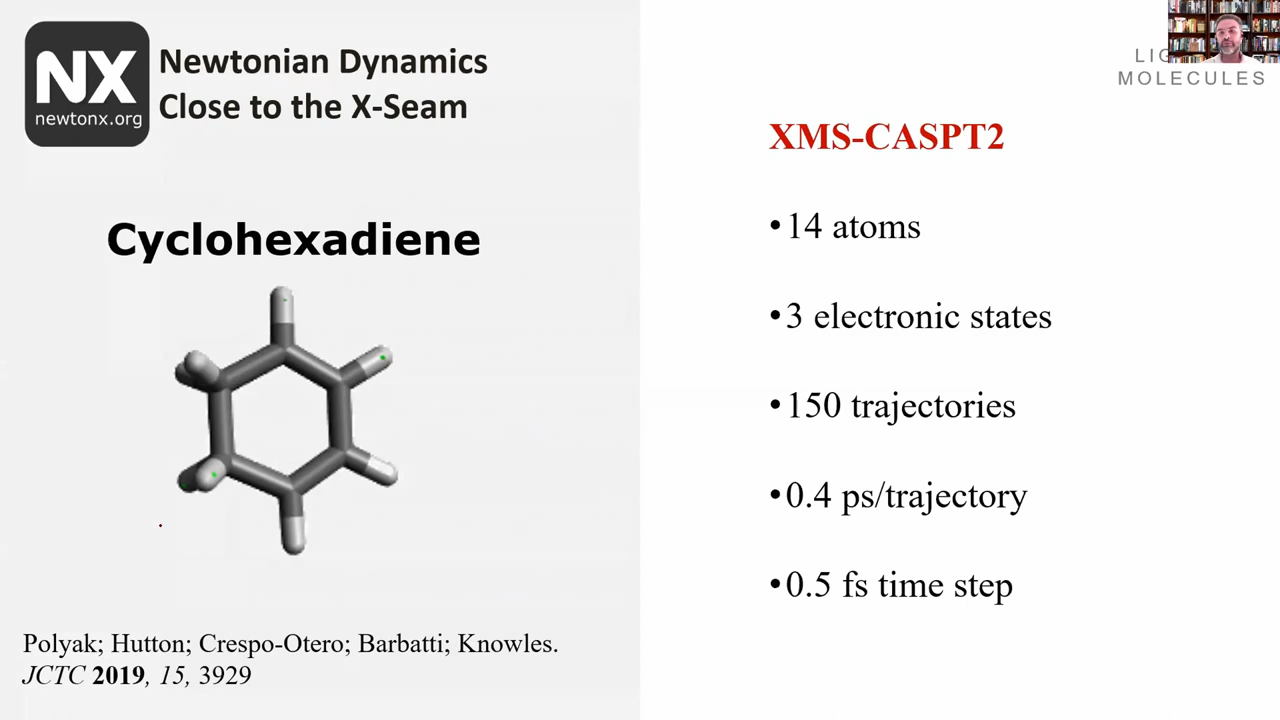 NX
newtonx.org
Newtonian Dynamics
Close to the X-Seam
LIG
MOLECULES
Cyclohexadiene
XMS-CASPT2
•14 atoms
•3 electronic states
•150 trajectories
•0.4 ps/trajectory
•0.5 fs time step
Polyak; Hutton; Crespo-Otero; Barbatti; Knowles.
JCTC 2019, 15, 3929